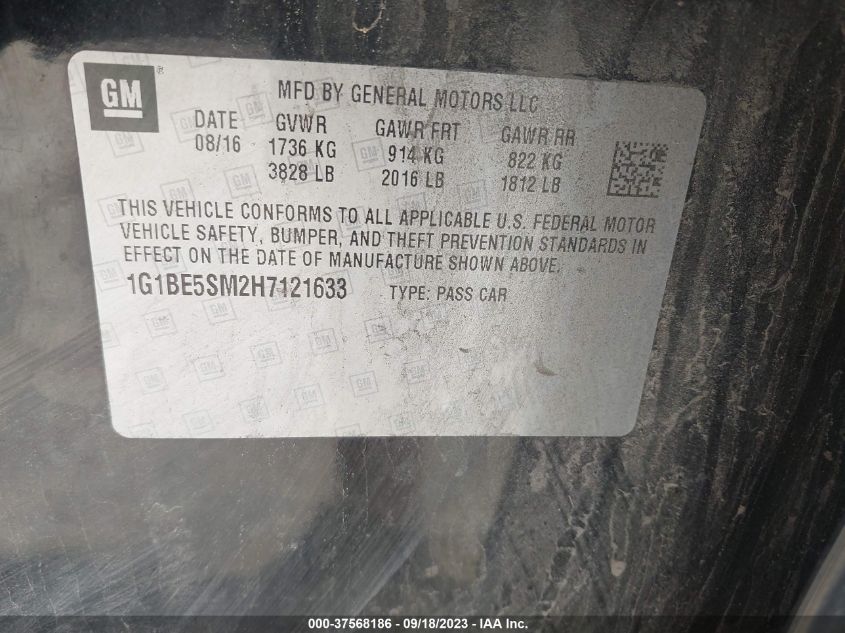 GM ®
MFD BY GENERAL MOTORS LLC
DATE GVWR GAWR FRT GAWR RR
08/16 1736 KG 914 KG 822 KG
3828 LB 2016 LB 1812 LB
THIS VEHICLE CONFORMS TO ALL APPLICABLE U.S. FEDERAL MOTOR
VEHICLE SAFETY, BUMPER, AND THEFT PREVENTION STANDARDS IN
EFFECT ON THE DATE OF MANUFACTURE SHOWN ABOVE.
1G1BE5SM2H7121633 TYPE: PASS CAR
000-37568186 - 09/18/2023 - IAA Inc.